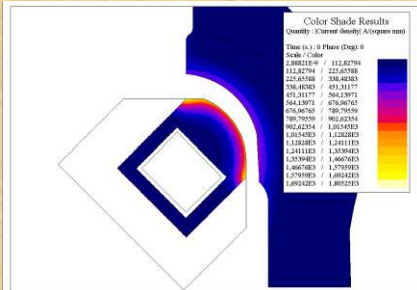 Color Shade Results
Quantity : |Current density| A/(square mm)
Time (s.) : 0 Phase (Deg): 0
Scale / Color
2,88821E-9 / 112,82794
112,82794 / 225,65588
225,65588 / 338,48383
338,48383 / 451,31177
451,31177 / 564,13971
564,13971 / 676,96765
676,96765 / 789,79559
789,79559 / 902,62354
902,62354 / 1,01545E3
1,01545E3 / 1,12828E3
1,12828E3 / 1,24111E3
1,24111E3 / 1,35394E3
1,35394E3 / 1,46676E3
1,46676E3 / 1,57959E3
1,57959E3 / 1,69242E3
1,69242E3 / 1,80525E3